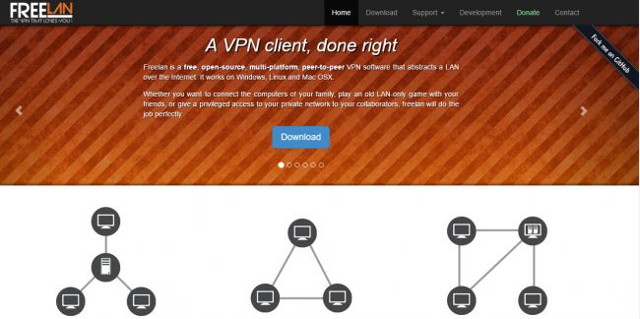 FREELAN
THE VPN THAT LOVES YOU !
Home Download Support Development Donate Contact
Fork me on GitHub
A VPN client, done right
Freelan is a free, open-source, multi-platform, peer-to-peer VPN software that abstracts a LAN
over the Internet. It works on Windows, Linux and Mac OSX.
Whether you want to connect the computers of your family, play an old LAN-only game with your
friends, or give a privileged access to your private network to your collaborators, freelan will do the
job perfectly.
Download